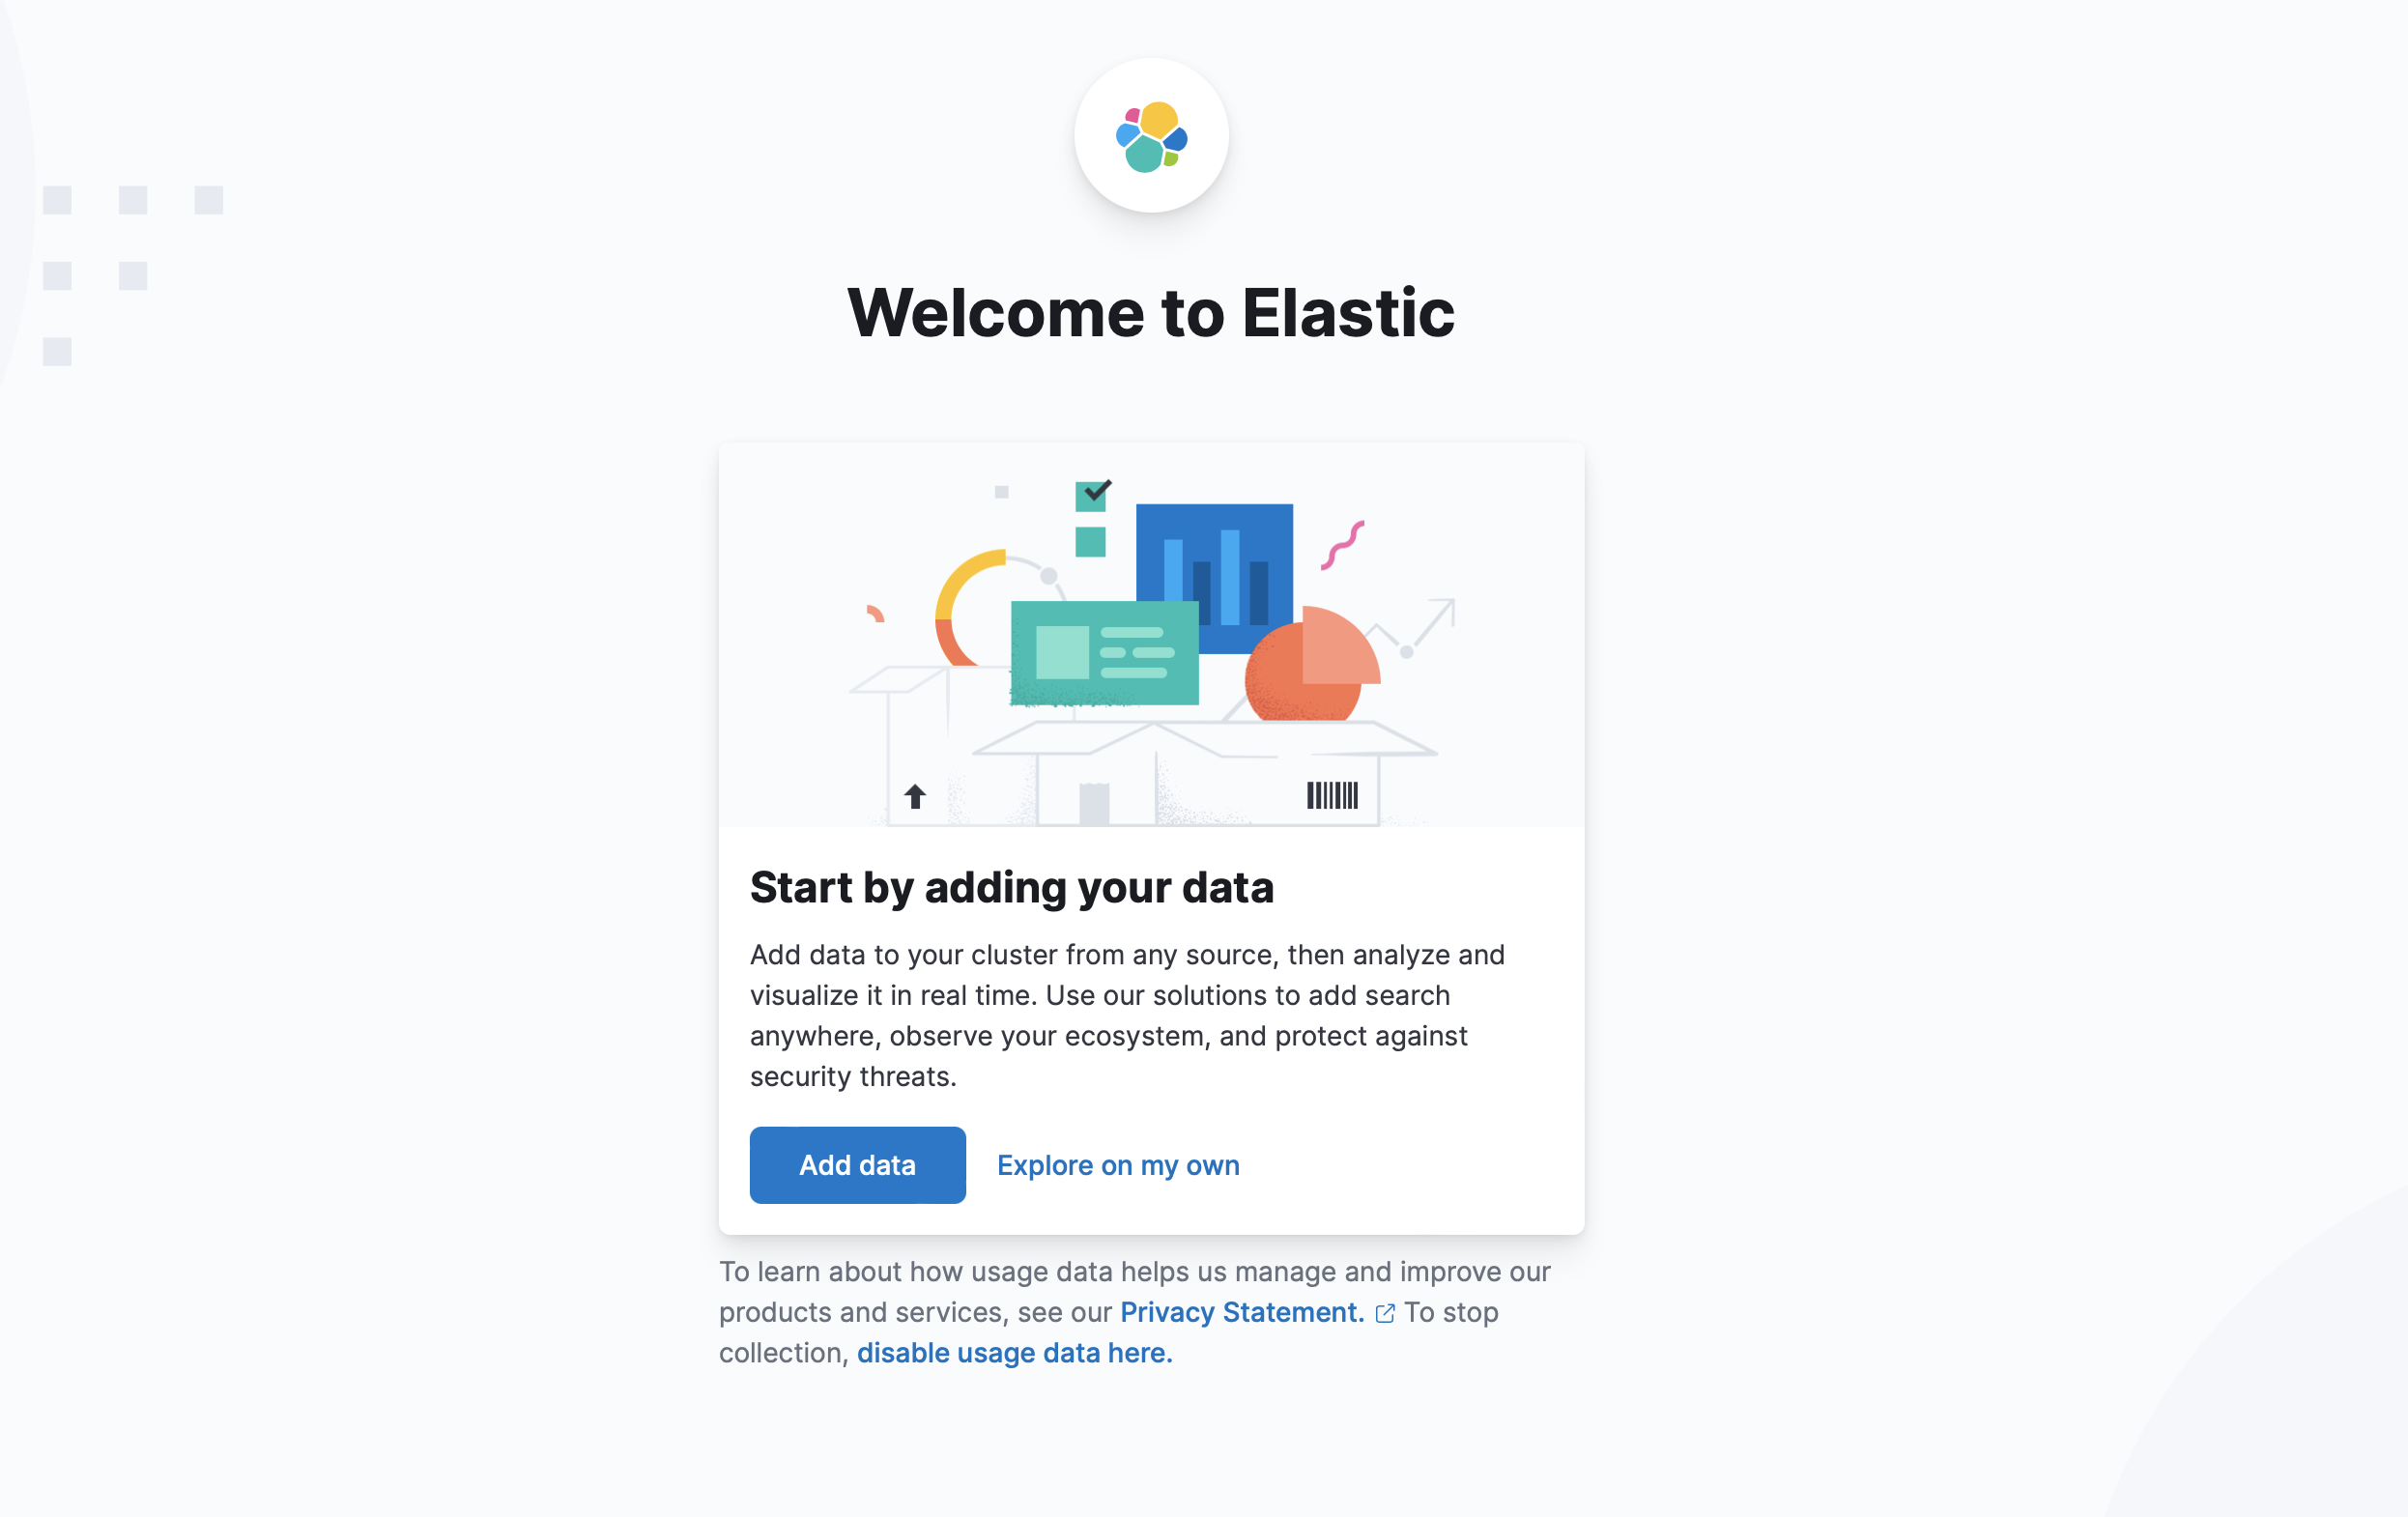 Welcome to Elastic
Start by adding your data
Add data to your cluster from any source, then analyze and
visualize it in real time. Use our solutions to add search
anywhere, observe your ecosystem, and protect against
security threats.
Add data
Explore on my own
To learn about how usage data helps us manage and improve our
products and services, see our Privacy Statement. To stop
collection, disable usage data here.